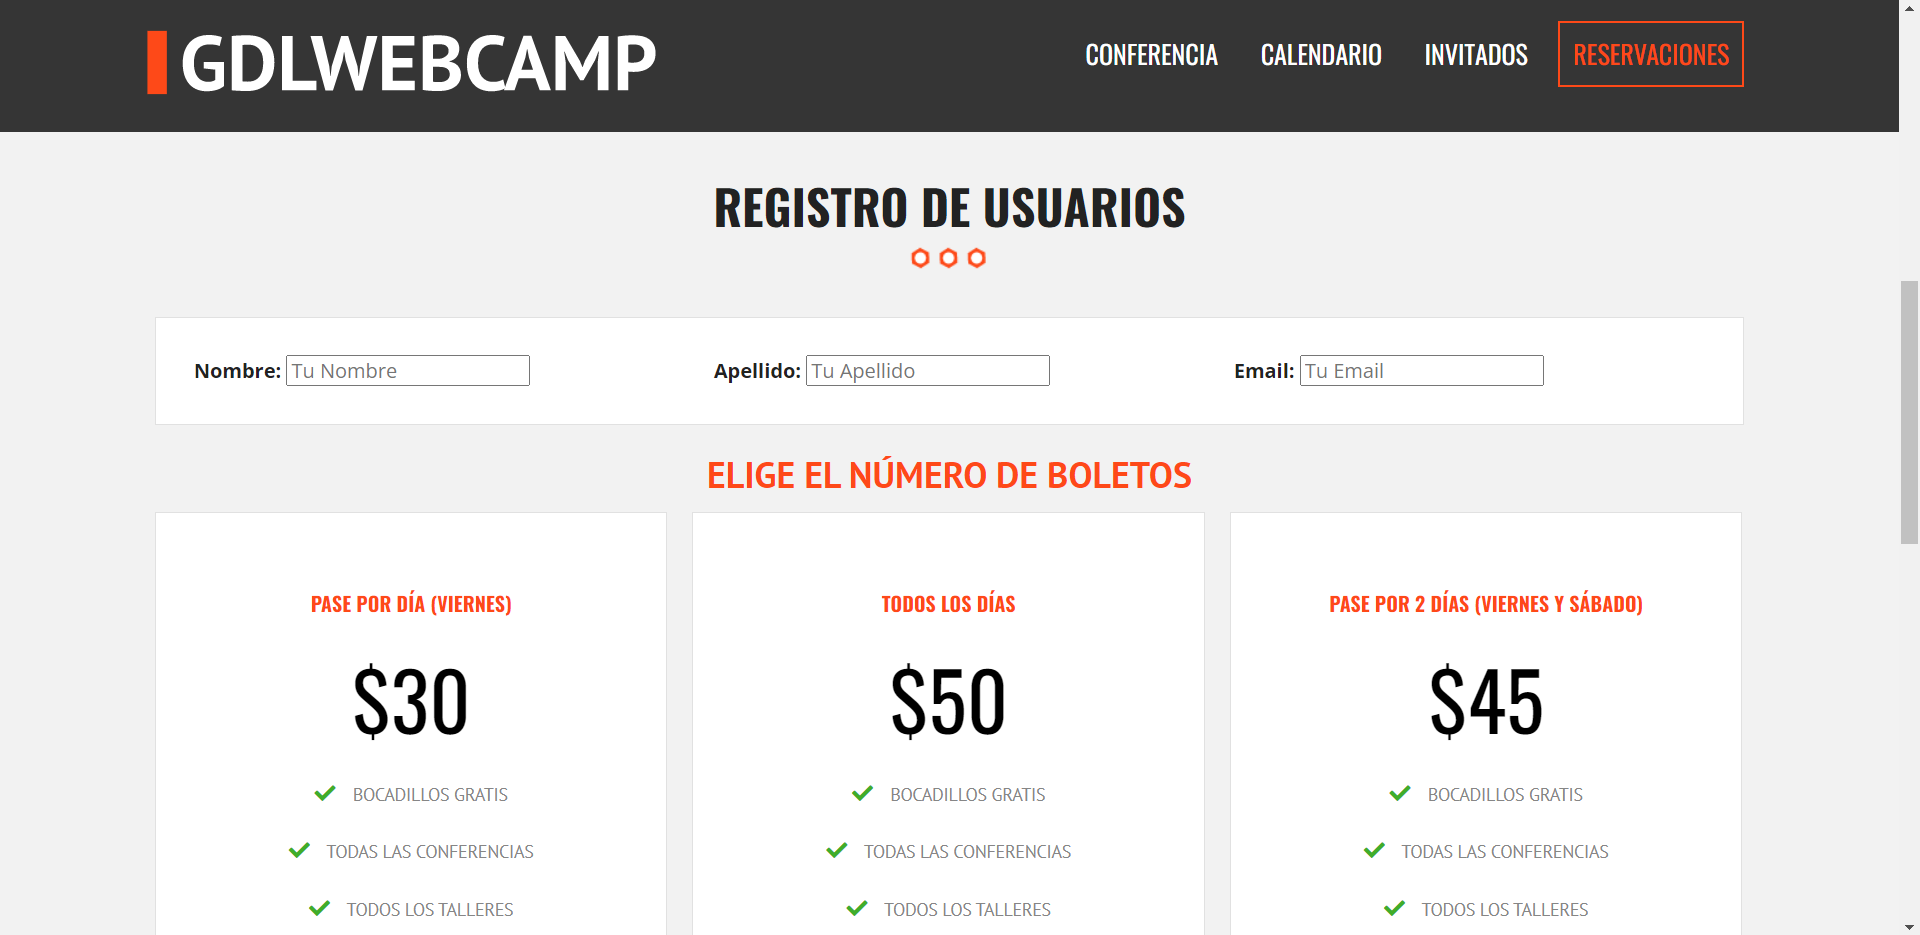 GDLWEBCAMP
CONFERENCIA CALENDARIO INVITADOS RESERVACIONES
REGISTRO DE USUARIOS
Nombre: Tu Nombre Apellido: Tu Apellido Email: Tu Email
ELIGE EL NÚMERO DE BOLETOS
PASE POR DÍA (VIERNES)
$30
BOCADILLOS GRATIS
TODAS LAS CONFERENCIAS
TODOS LOS TALLERES
TODOS LOS DÍAS
$50
BOCADILLOS GRATIS
TODAS LAS CONFERENCIAS
TODOS LOS TALLERES
PASE POR 2 DÍAS (VIERNES Y SÁBADO)
$45
BOCADILLOS GRATIS
TODAS LAS CONFERENCIAS
TODOS LOS TALLERES